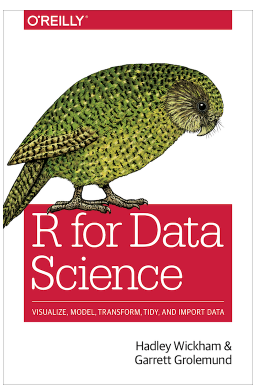 O'REILLY®
R for Data
Science
VISUALIZE, MODEL, TRANSFORM, TIDY, AND IMPORT DATA
Hadley Wickham &
Garrett Grolemund